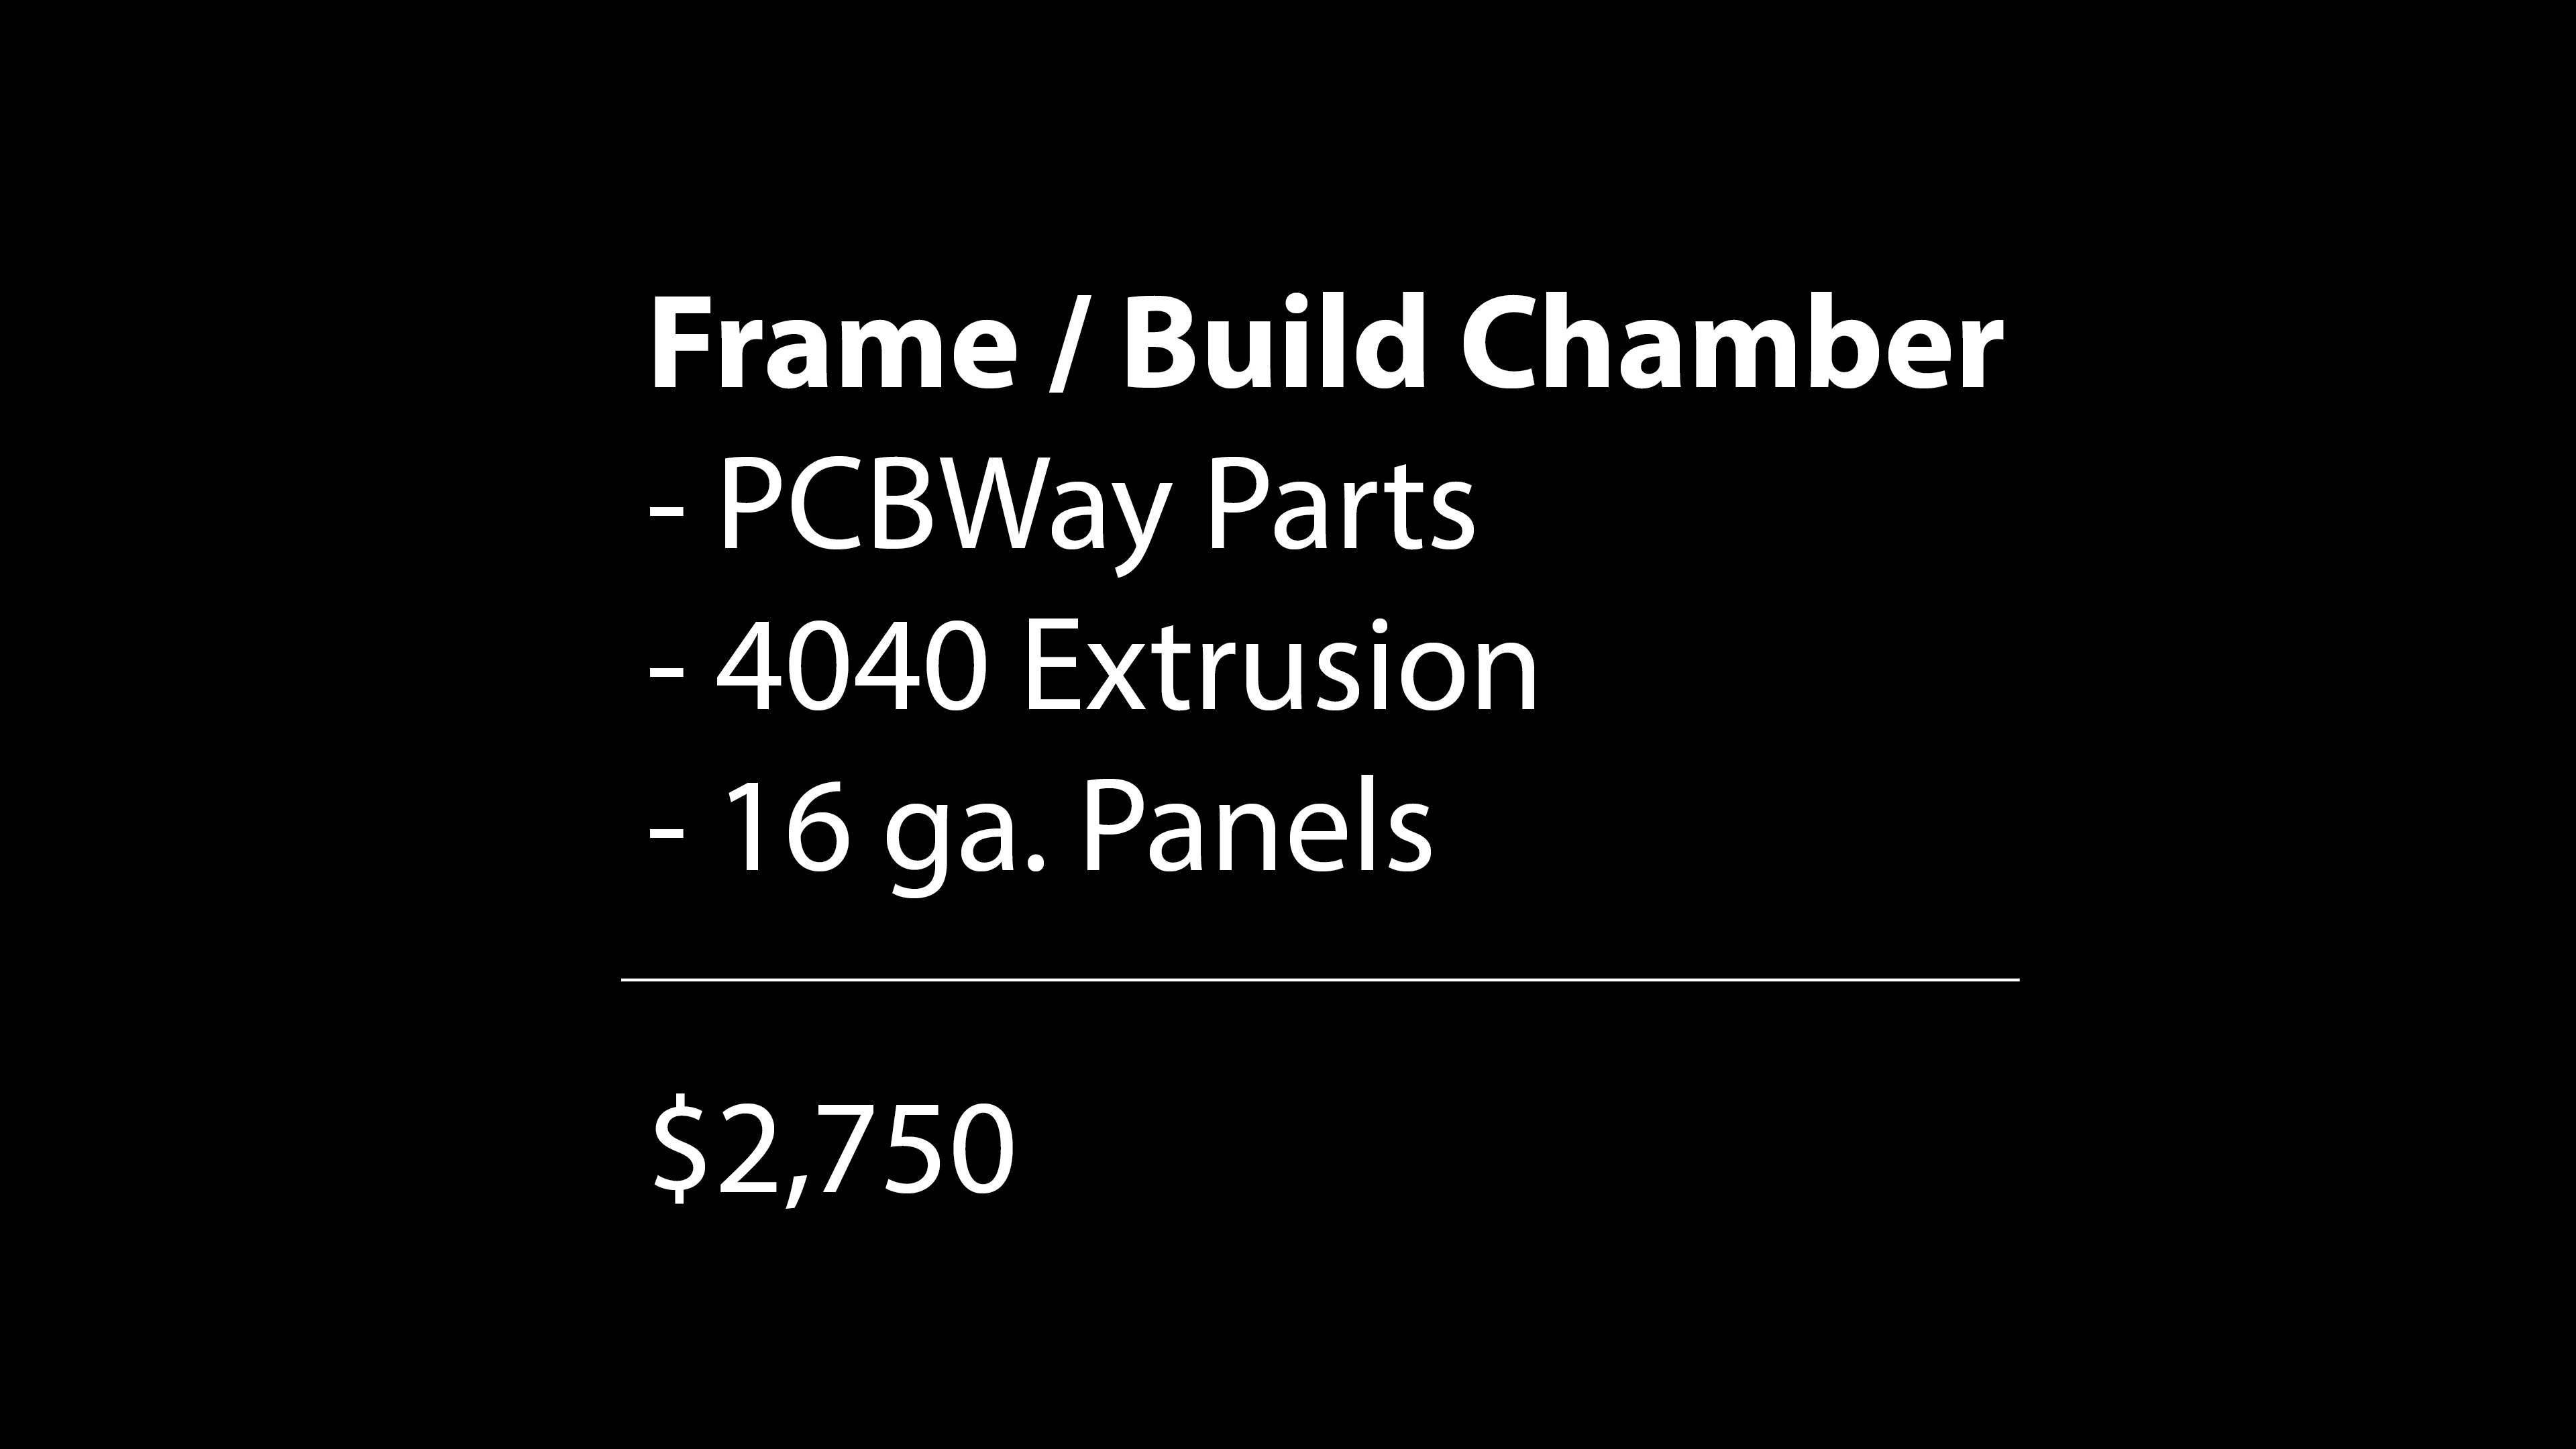 Frame / Build Chamber
- PCBWay Parts
- 4040 Extrusion
- 16 ga. Panels
$2,750